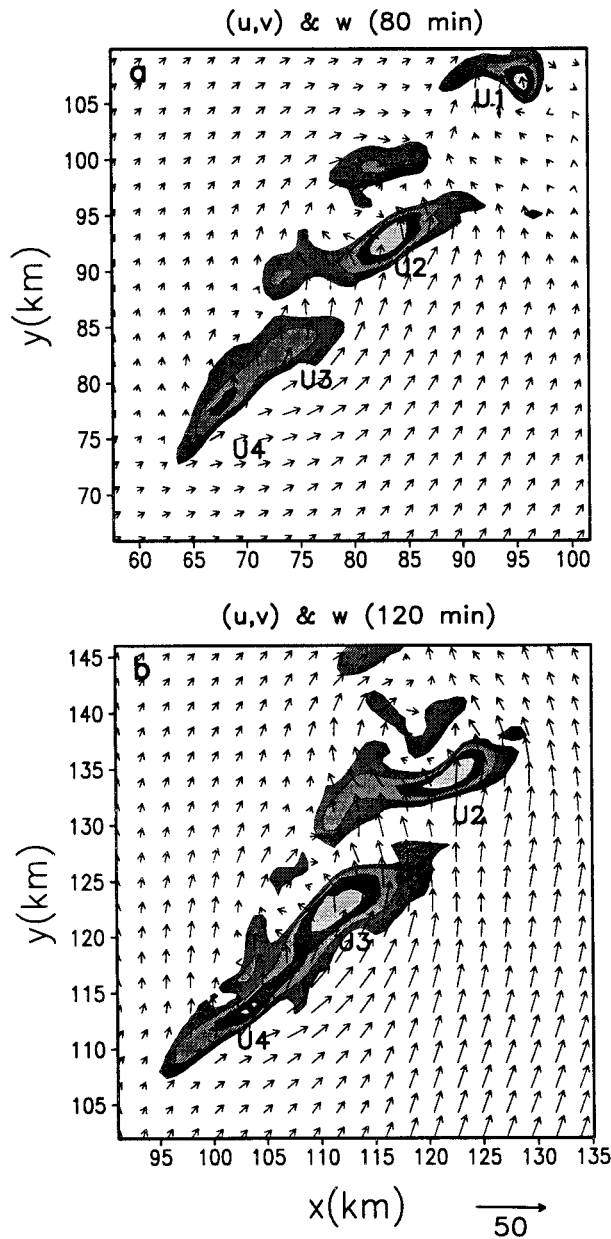 (u,v) & w (80 min)
a
U1
U2
U3
U4
105
100
95
90
85
80
75
70
y(km)
60 65 70 75 80 85 90 95 100
(u,v) & w (120 min)
b
U2
U3
U4
145
140
135
130
125
120
115
110
105
y(km)
95 100 105 110 115 120 125 130 135
x(km)
50